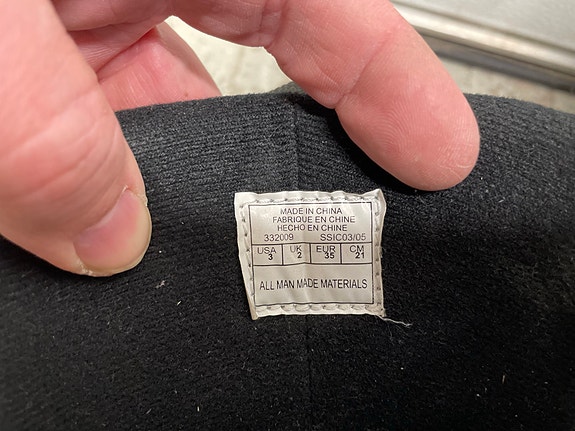 MADE IN CHINA
FABRIQUE EN CHINE
HECHO EN CHINE
332009 SSIC03/05
USA UK EUR CM
3 2 35 21
ALL MAN MADE MATERIALS